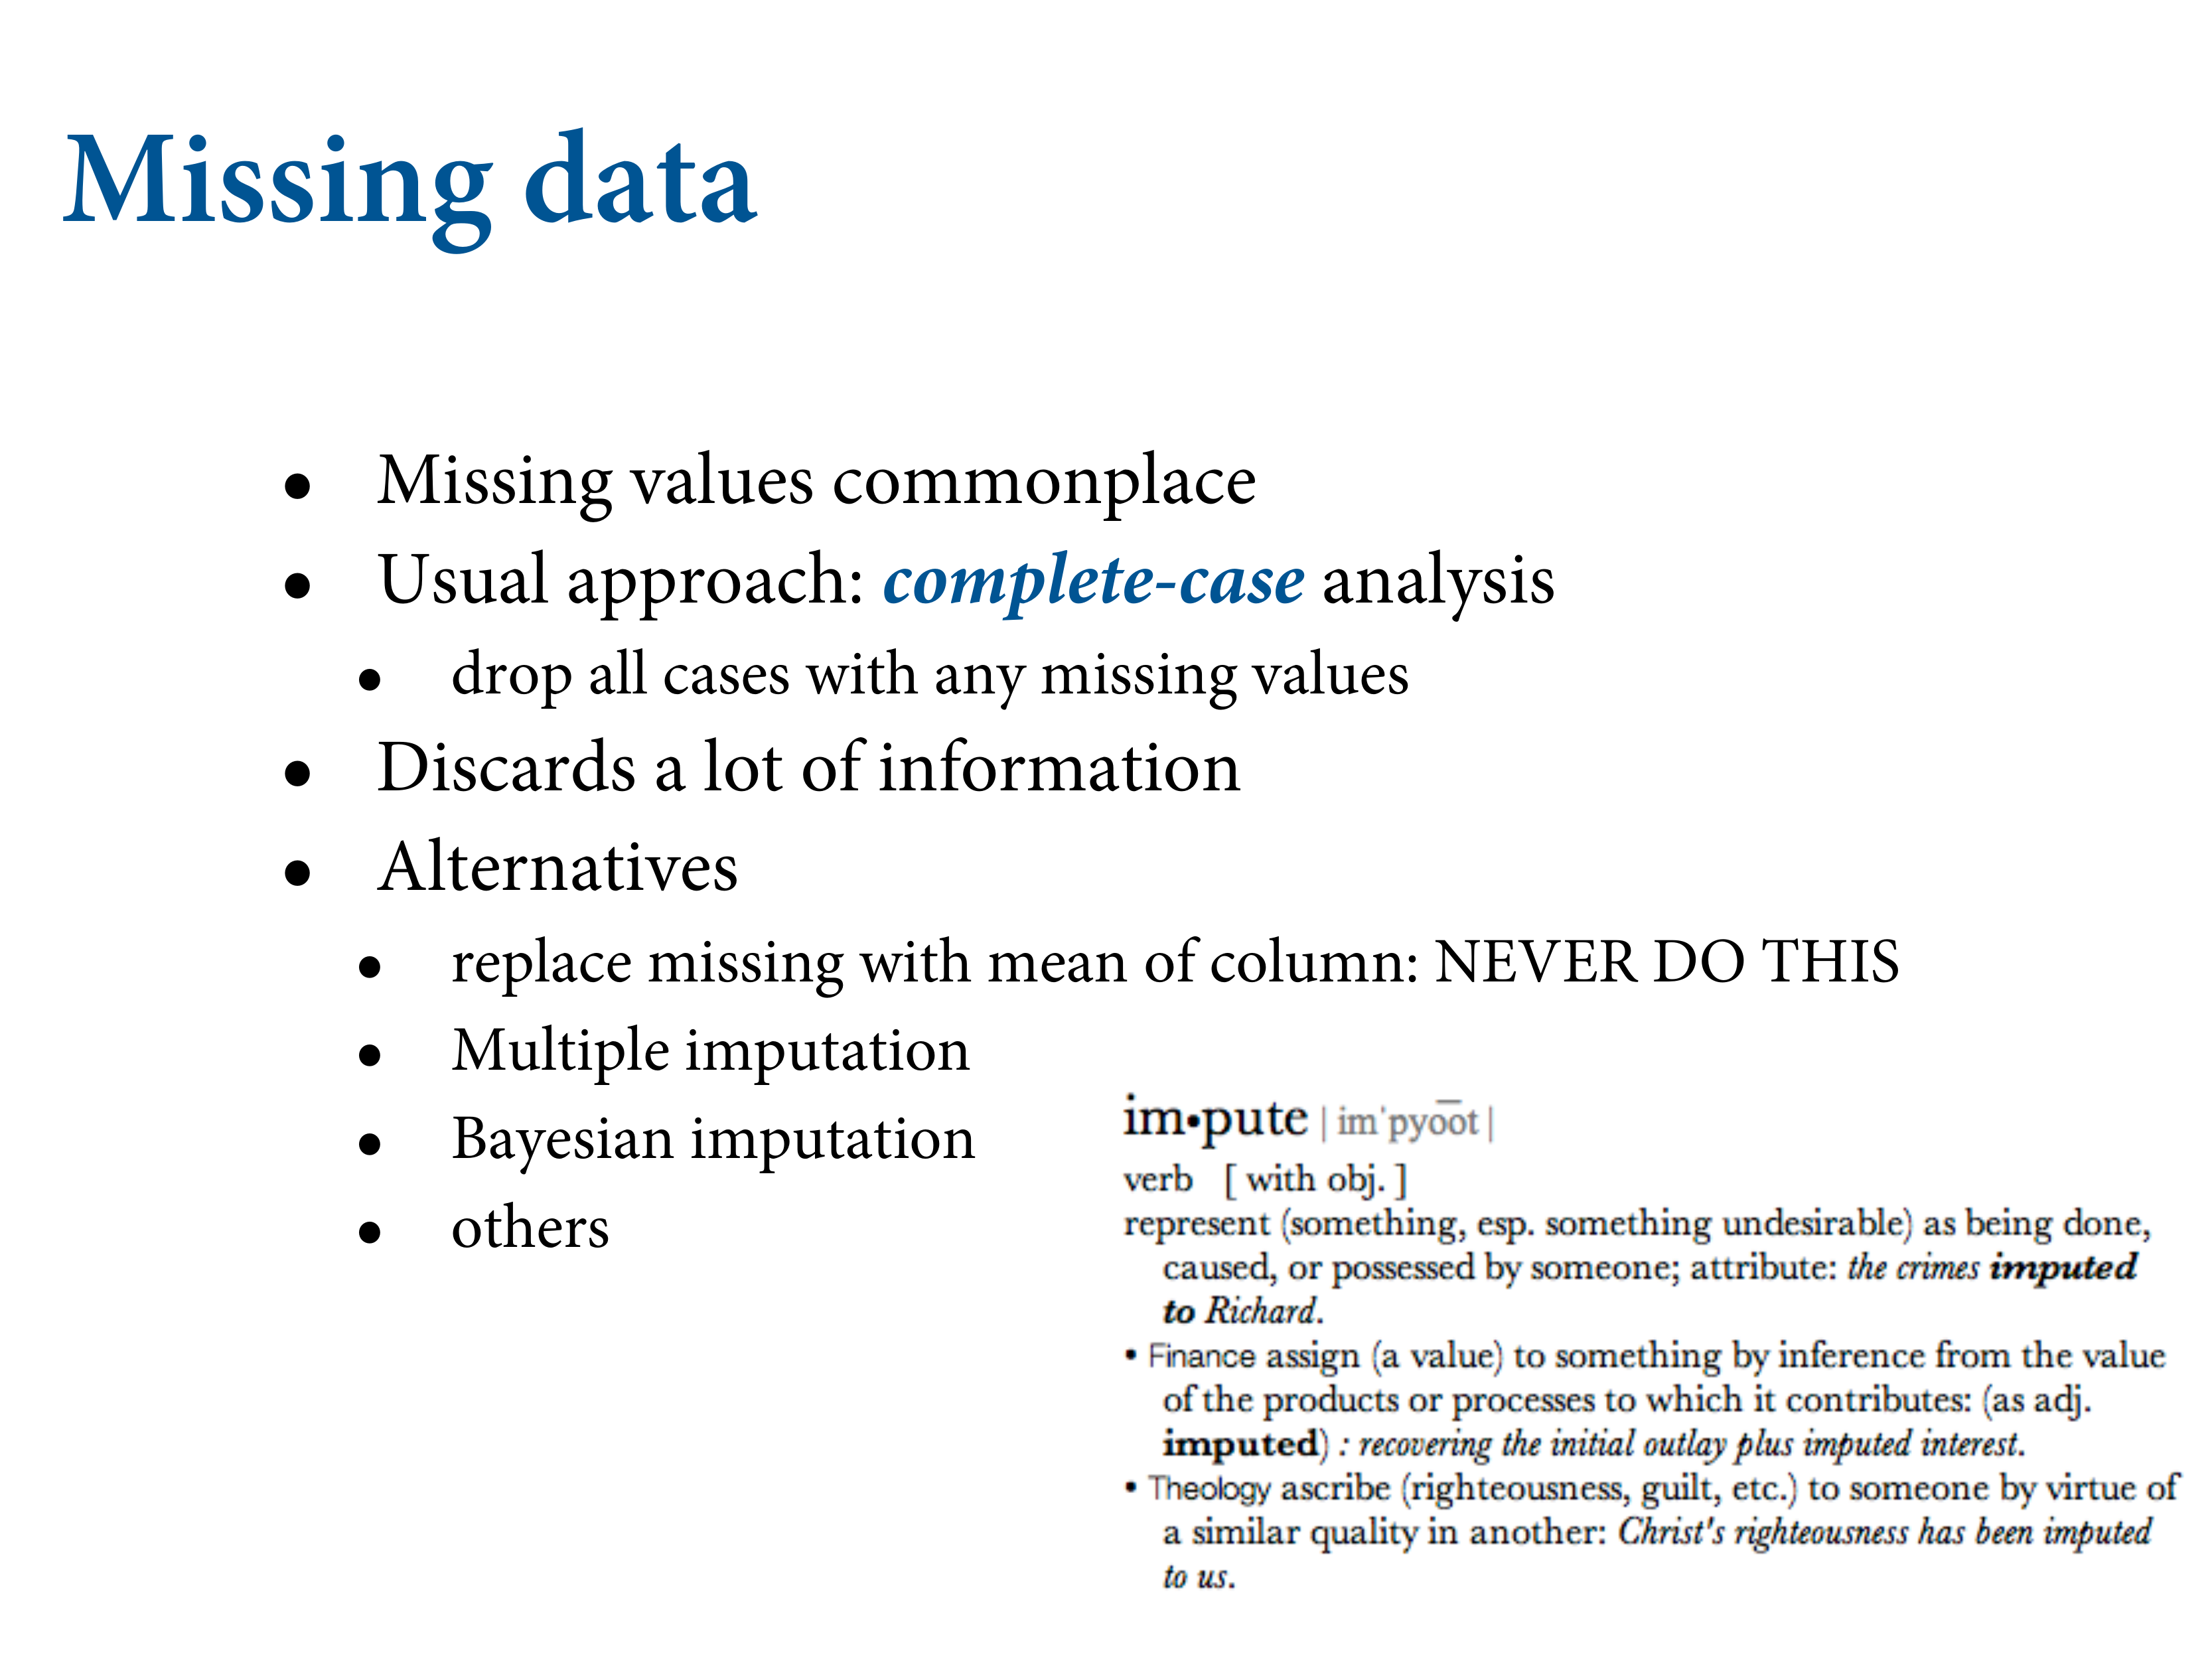 Missing data
• Missing values commonplace
• Usual approach: complete-case analysis
• drop all cases with any missing values
• Discards a lot of information
• Alternatives
• replace missing with mean of column: NEVER DO THIS
• Multiple imputation
• Bayesian imputation
• others
im•pute | imˈpyo͞ot |
verb [ with obj. ]
represent (something, esp. something undesirable) as being done,
caused, or possessed by someone; attribute: the crimes imputed
to Richard.
• Finance assign (a value) to something by inference from the value
of the products or processes to which it contributes: (as adj.
imputed) : recovering the initial outlay plus imputed interest.
• Theology ascribe (righteousness, guilt, etc.) to someone by virtue of
a similar quality in another: Christ's righteousness has been imputed
to us.